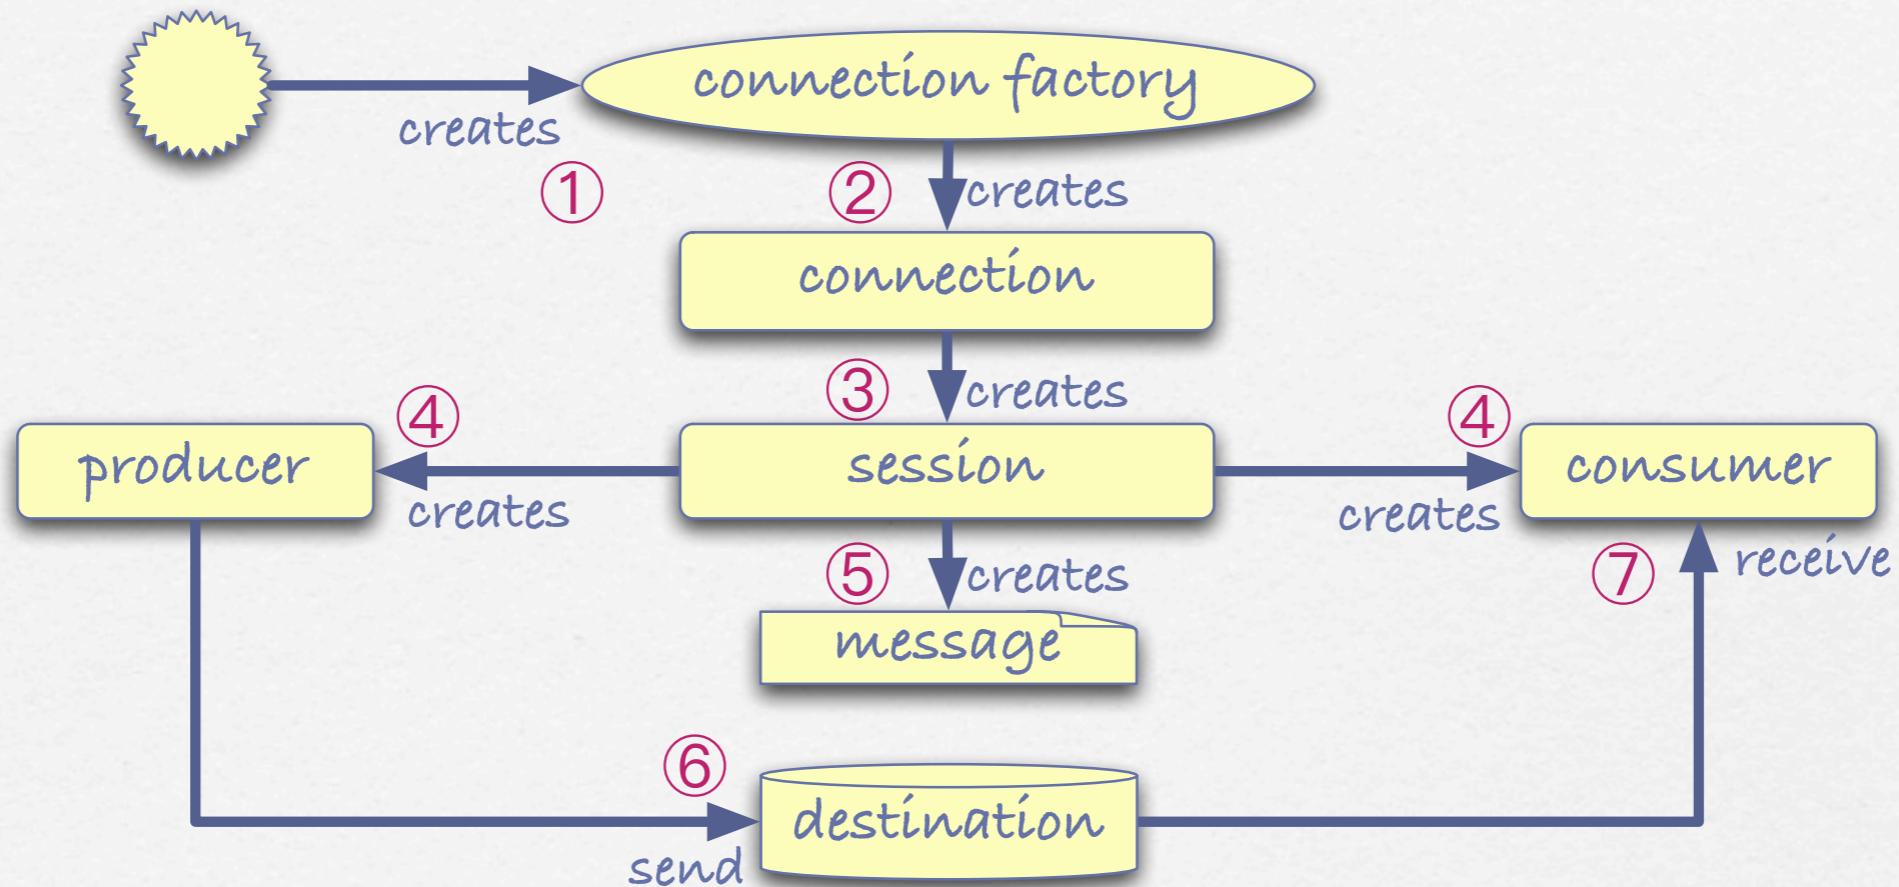 connection factory
creates
①
②
creates
connection
③
creates
④
④
producer
session
consumer
creates
creates
⑤
creates
⑦
receive
message
⑥
destination
send